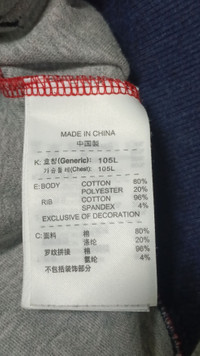 MADE IN CHINA
中国製
K: 호칭(Generic): 105L
가슴둘레(Chest): 105L
E: BODY COTTON 80%
POLYESTER 20%
RIB COTTON 96%
SPANDEX 4%
EXCLUSIVE OF DECORATION
C: 面料 棉 80%
涤纶 20%
罗纹拼接 棉 96%
氨纶 4%
不包括装饰部分